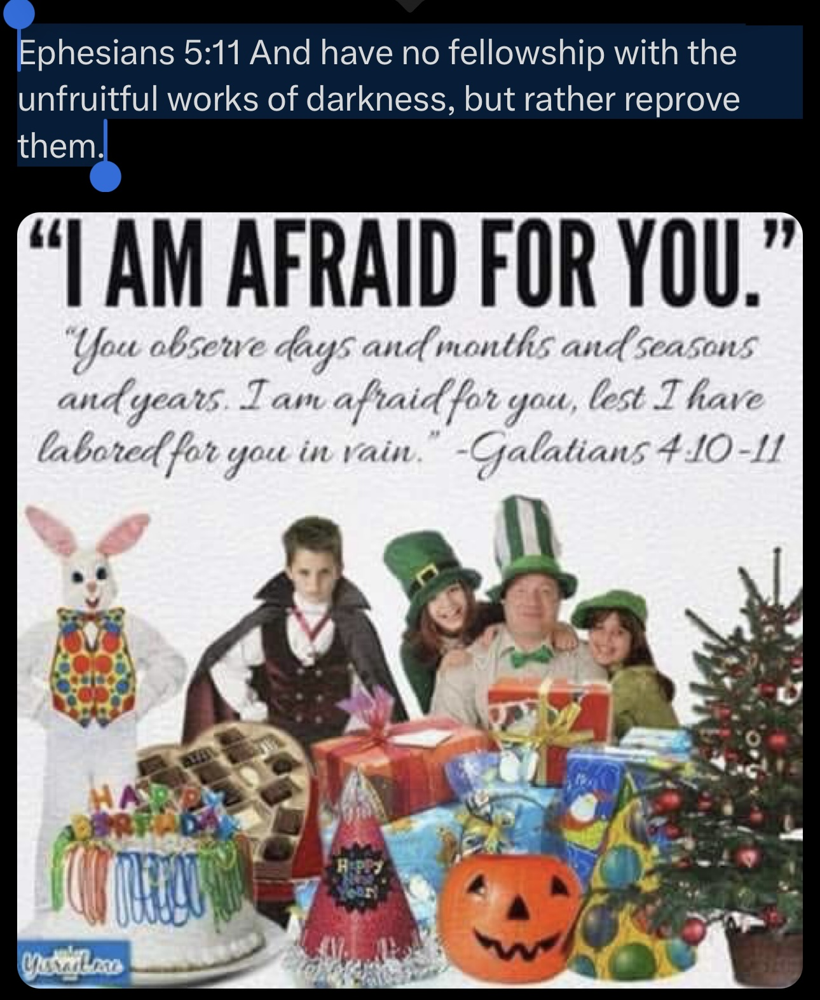 Ephesians 5:11 And have no fellowship with the
unfruitful works of darkness, but rather reprove
them.
“I AM AFRAID FOR YOU.”
“You observe days and months and seasons
and years. I am afraid for you, lest I have
labored for you in vain.” -Galatians 4:10-11
HAPPY
BIRTHDAY
Happy
New
Year!